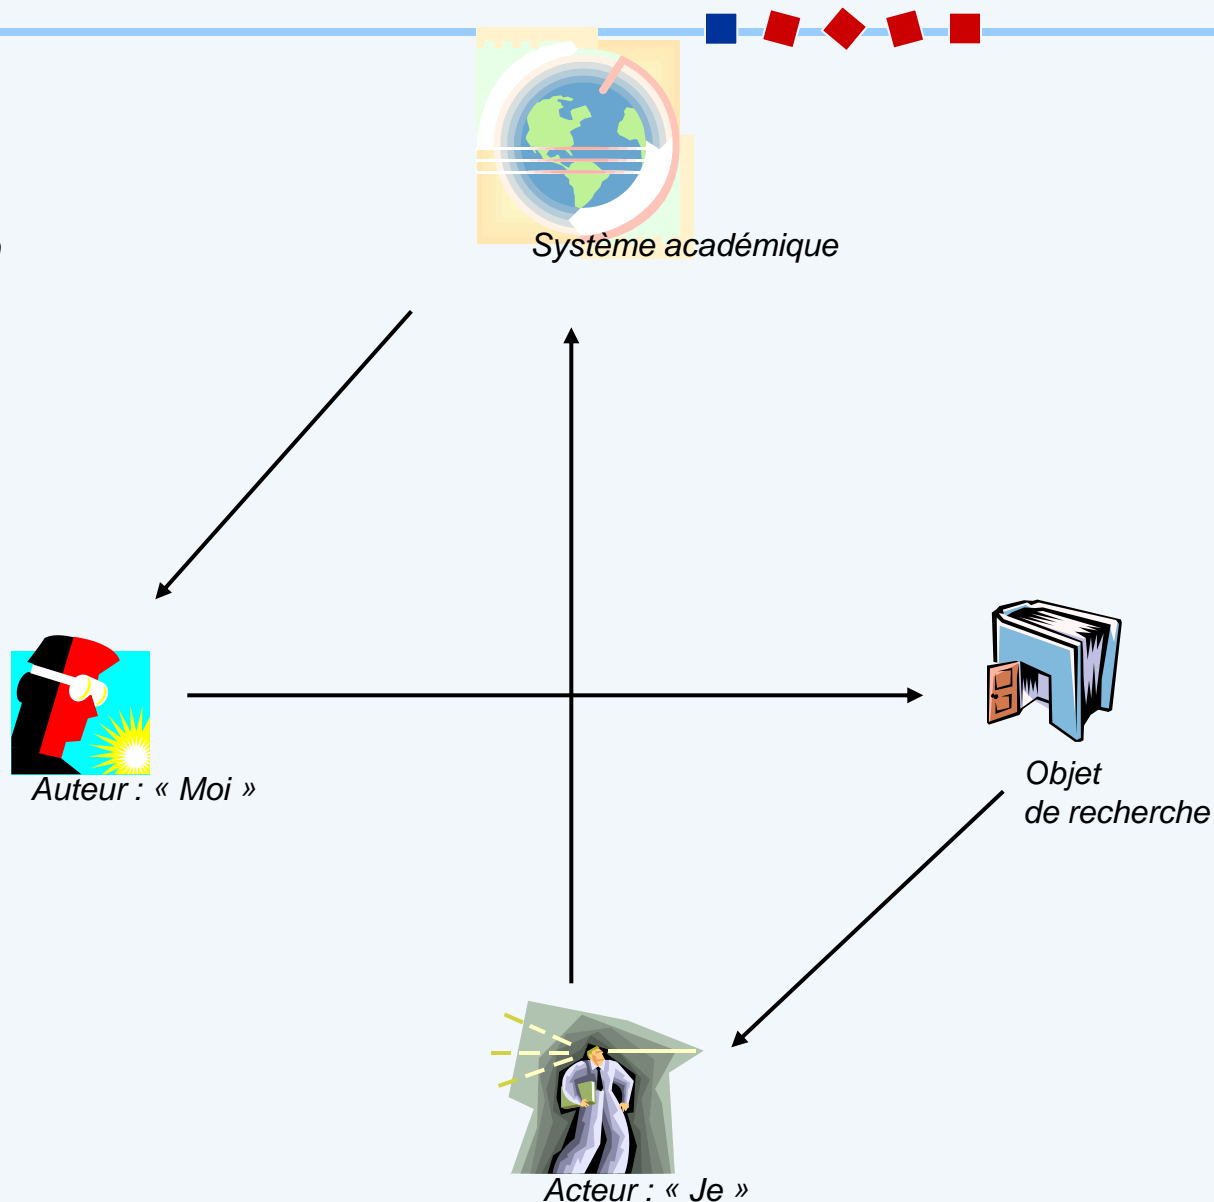 Système académique
Auteur : « Moi »
Objet
de recherche
Acteur : « Je »